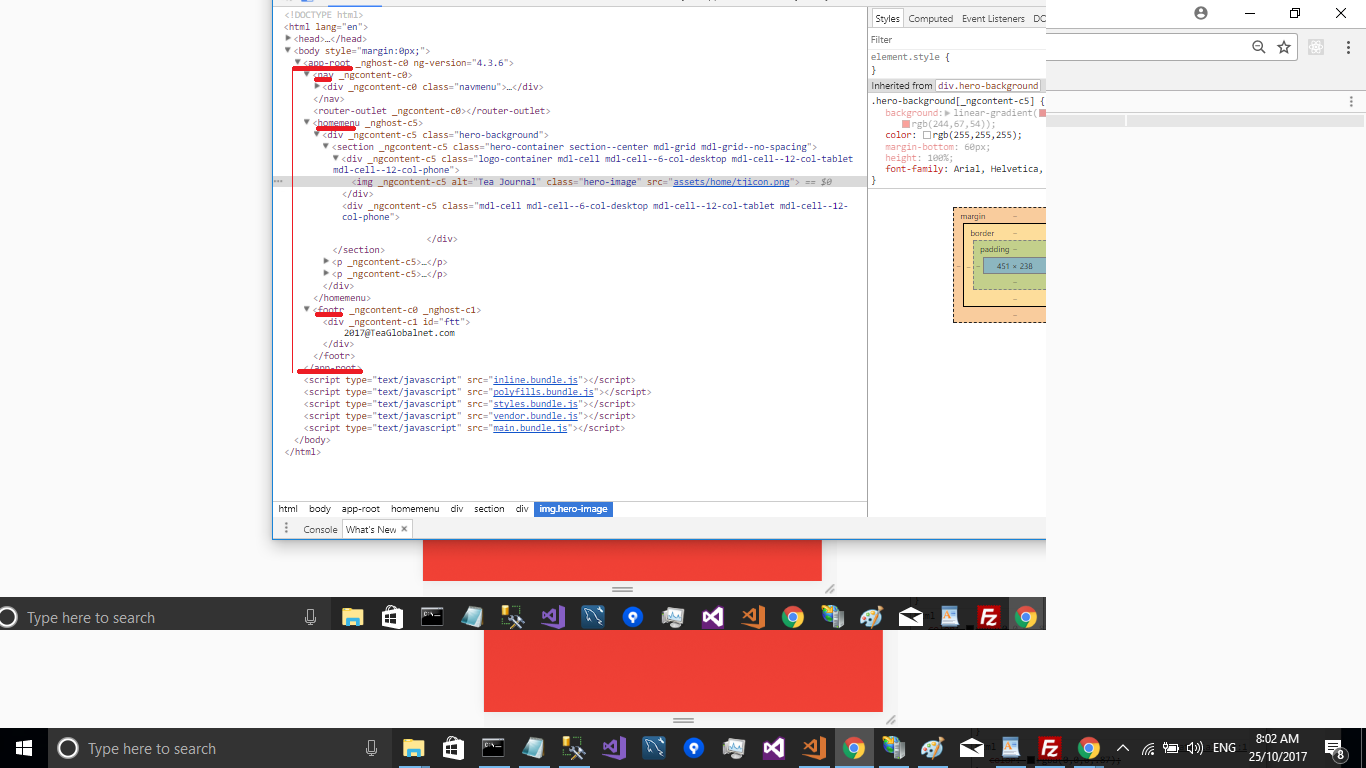 <!DOCTYPE html>
<html lang="en">
<head>…</head>
<body style="margin:0px;">
<app-root _nghost-c0 ng-version="4.3.6">
<nav _ngcontent-c0>
<div _ngcontent-c0 class="navmenu">…</div>
</nav>
<router-outlet _ngcontent-c0></router-outlet>
<homemenu _nghost-c5>
<div _ngcontent-c5 class="hero-background">
<section _ngcontent-c5 class="hero-container section--center mdl-grid mdl-grid--no-spacing">
<div _ngcontent-c5 class="logo-container mdl-cell mdl-cell--6-col-desktop mdl-cell--12-col-tablet
mdl-cell--12-col-phone">
<img _ngcontent-c5 alt="Tea Journal" class="hero-image" src="assets/home/tjicon.png"> == $0
</div>
<div _ngcontent-c5 class="mdl-cell mdl-cell--6-col-desktop mdl-cell--12-col-tablet mdl-cell--12-
col-phone">
</div>
</section>
<p _ngcontent-c5>…</p>
<p _ngcontent-c5>…</p>
</div>
</homemenu>
<footr _ngcontent-c0 _nghost-c1>
<div _ngcontent-c1 id="ftt">
2017@TeaGlobalnet.com
</div>
</footr>
</app-root>
<script type="text/javascript" src="inline.bundle.js"></script>
<script type="text/javascript" src="polyfills.bundle.js"></script>
<script type="text/javascript" src="styles.bundle.js"></script>
<script type="text/javascript" src="vendor.bundle.js"></script>
<script type="text/javascript" src="main.bundle.js"></script>
</body>
</html>
html body app-root homemenu div section div img.hero-image
Console What's New ×
Styles Computed Event Listeners DO
Filter
element.style {
}
Inherited from div.hero-background
.hero-background[_ngcontent-c5] {
background: linear-gradient(
rgb(244,67,54));
color: rgb(255,255,255);
margin-bottom: 60px;
height: 100%;
font-family: Arial, Helvetica,
}
margin –
border –
padding –
– – – 451 × 238
–
–
–
Type here to search
Type here to search
ENG
8:02 AM
25/10/2017
8